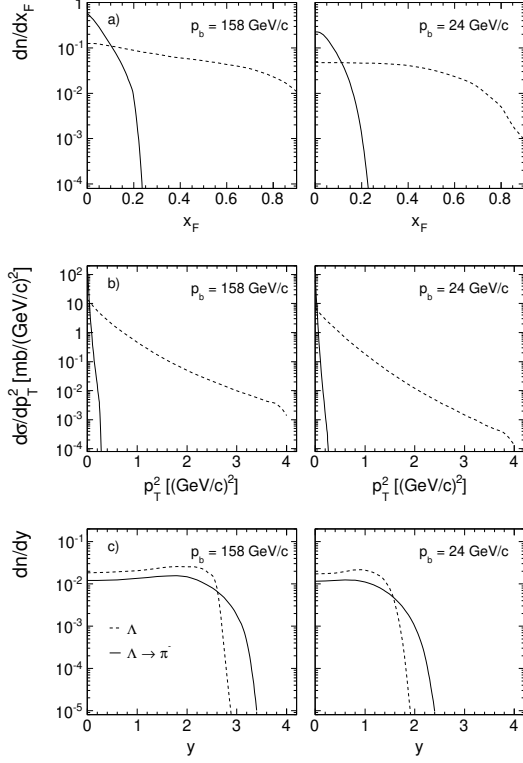 dn/dx_F
1
10^-1
10^-2
10^-3
10^-4
a)
p_b = 158 GeV/c
p_b = 24 GeV/c
0 0.2 0.4 0.6 0.8
0 0.2 0.4 0.6 0.8
x_F
x_F
dσ/dp_T^2 [mb/(GeV/c)^2]
10^2
10
1
10^-1
10^-2
10^-3
10^-4
b)
p_b = 158 GeV/c
p_b = 24 GeV/c
0 1 2 3 4
0 1 2 3 4
p_T^2 [(GeV/c)^2]
p_T^2 [(GeV/c)^2]
dn/dy
10^-1
10^-2
10^-3
10^-4
10^-5
c)
p_b = 158 GeV/c
p_b = 24 GeV/c
Λ
Λ → π^-
0 1 2 3 4
0 1 2 3 4
y
y